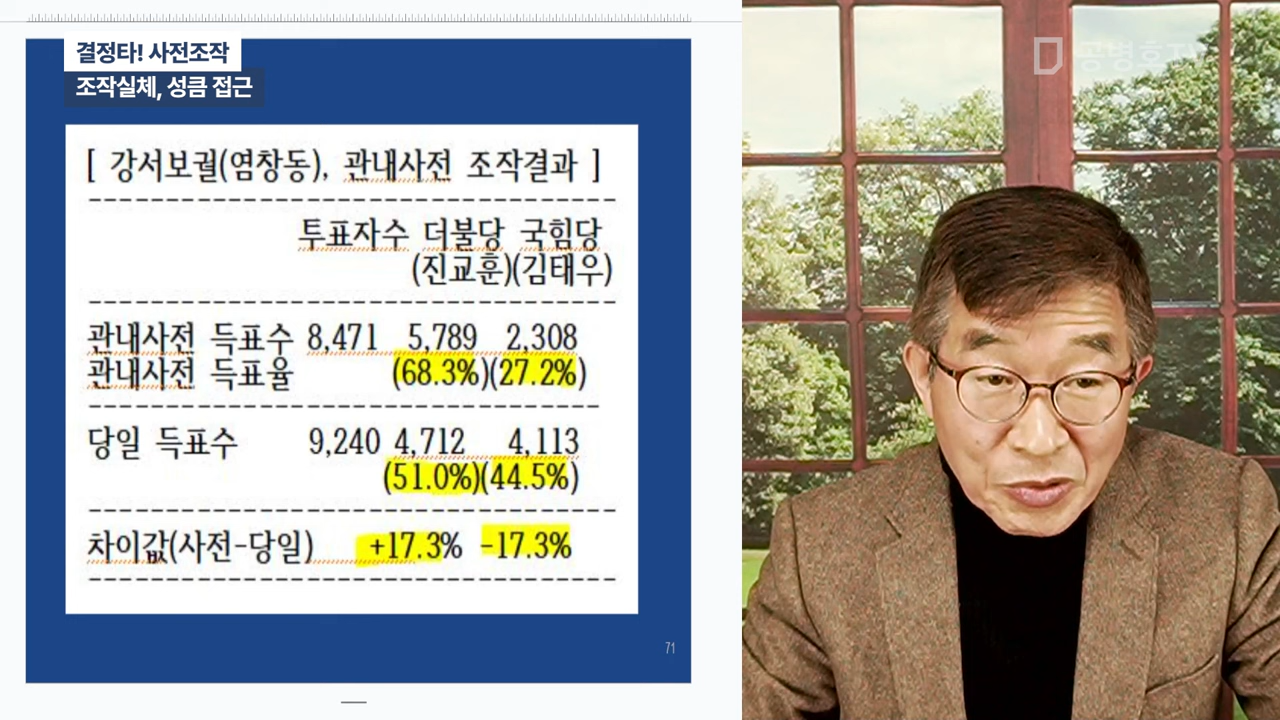 결정타! 사전조작
조작실체, 성큼 접근
[ 강서보궐(염창동), 관내사전 조작결과 ]
투표자수 더불당 국힘당
(진교훈)(김태우)
관내사전 득표수 8,471 5,789 2,308
관내사전 득표율 (68.3%)(27.2%)
당일 득표수 9,240 4,712 4,113
(51.0%)(44.5%)
차이값(사전-당일) +17.3% -17.3%
71
공병호